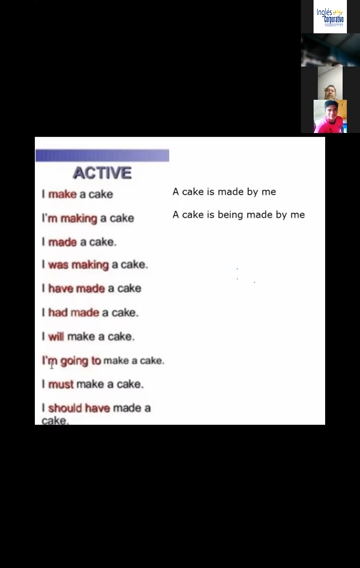 Inglés
Corporativo
ACTIVE
I make a cake
A cake is made by me
I'm making a cake
A cake is being made by me
I made a cake.
I was making a cake.
I have made a cake
I had made a cake.
I will make a cake.
I'm going to make a cake.
I must make a cake.
I should have made a
cake.